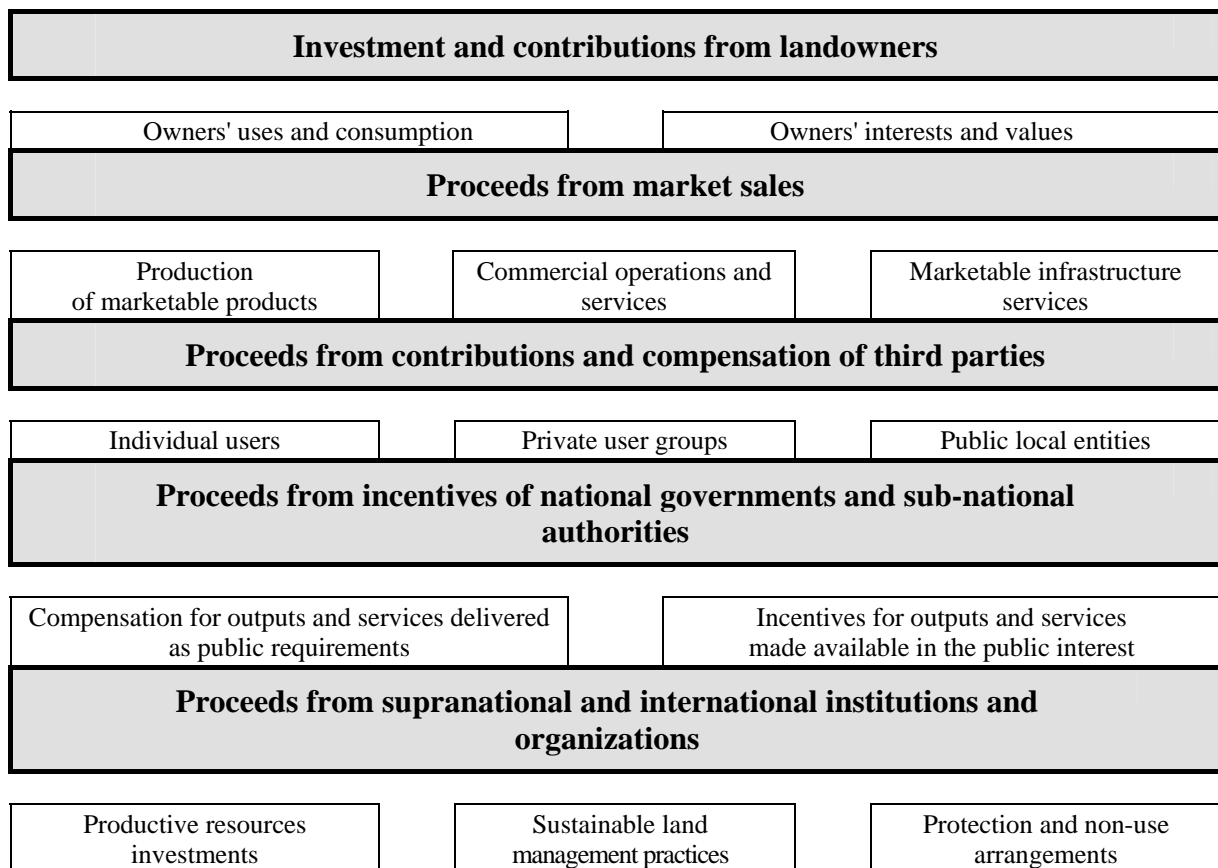 Investment and contributions from landowners
Owners' uses and consumption
Owners' interests and values
Proceeds from market sales
Production
of marketable products
Commercial operations and
services
Marketable infrastructure
services
Proceeds from contributions and compensation of third parties
Individual users
Private user groups
Public local entities
Proceeds from incentives of national governments and sub-national
authorities
Compensation for outputs and services delivered
as public requirements
Incentives for outputs and services
made available in the public interest
Proceeds from supranational and international institutions and
organizations
Productive resources
investments
Sustainable land
management practices
Protection and non-use
arrangements